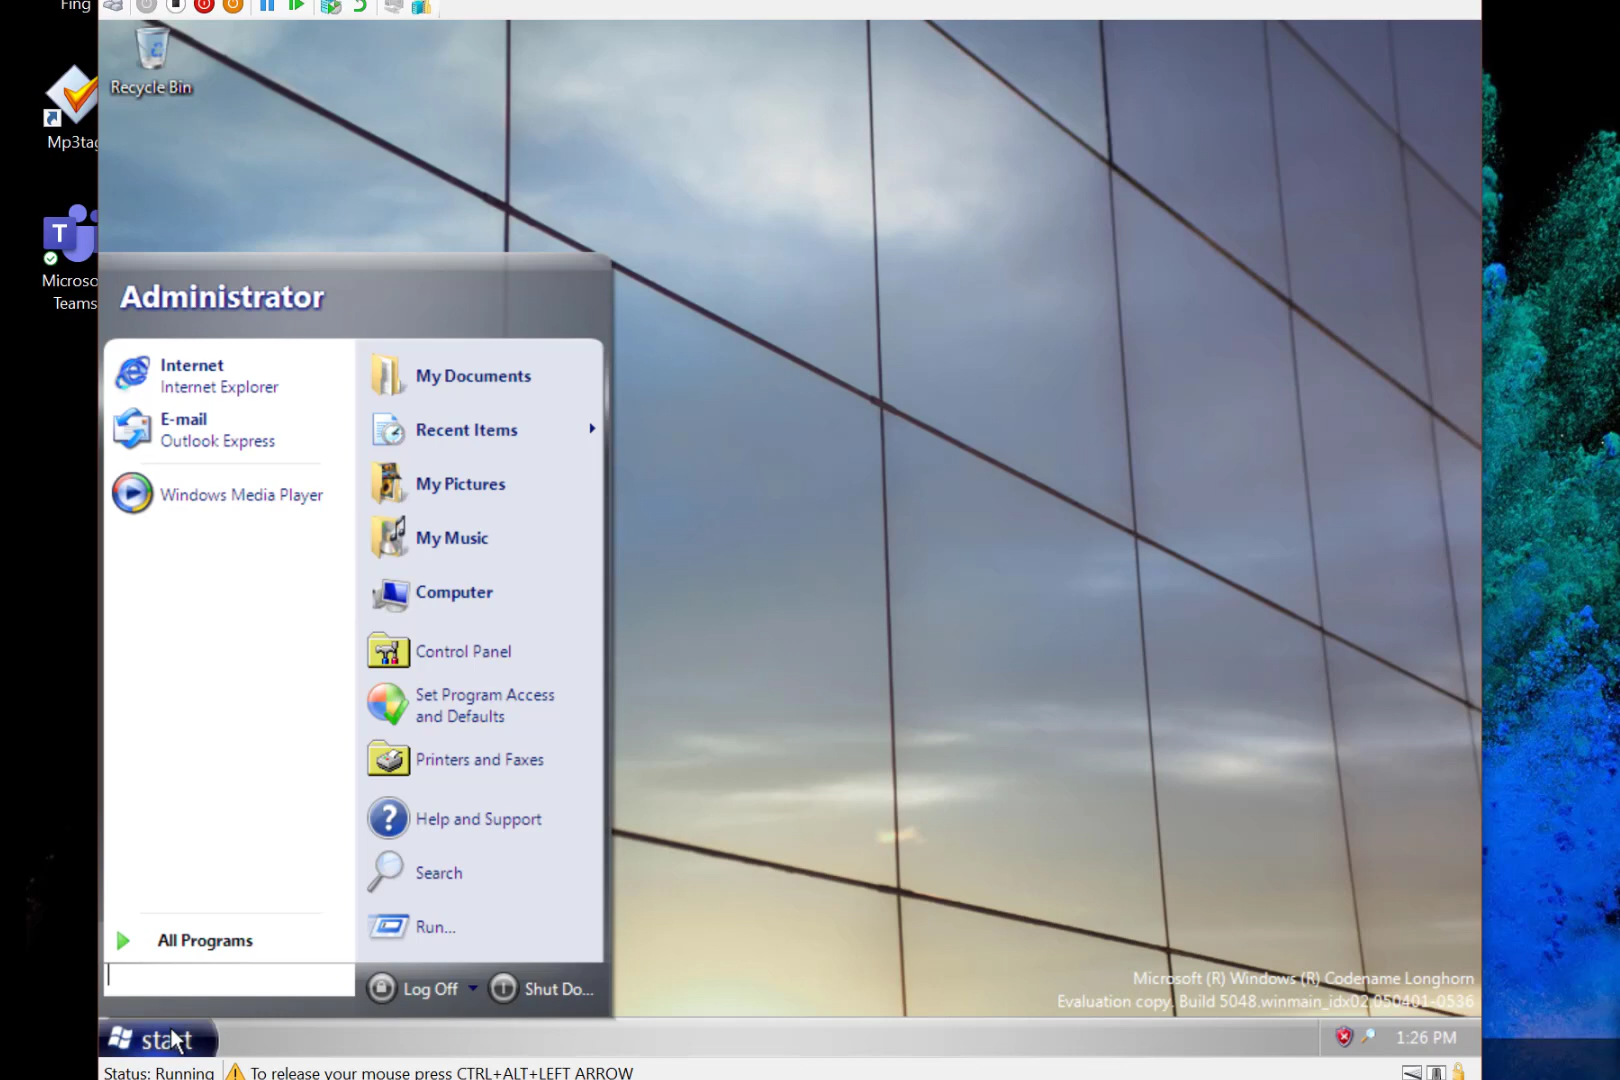 Fing
Recycle Bin
Mp3tag
Microso
Teams
Administrator
Internet
Internet Explorer
E-mail
Outlook Express
Windows Media Player
All Programs
My Documents
Recent Items
My Pictures
My Music
Computer
Control Panel
Set Program Access
and Defaults
Printers and Faxes
Help and Support
Search
Run...
Log Off
Shut Do...
Microsoft (R) Windows (R) Codename Longhorn
Evaluation copy. Build 5048.winmain_idx02.050401-0536
start
1:26 PM
Status: Running
To release your mouse press CTRL+ALT+LEFT ARROW